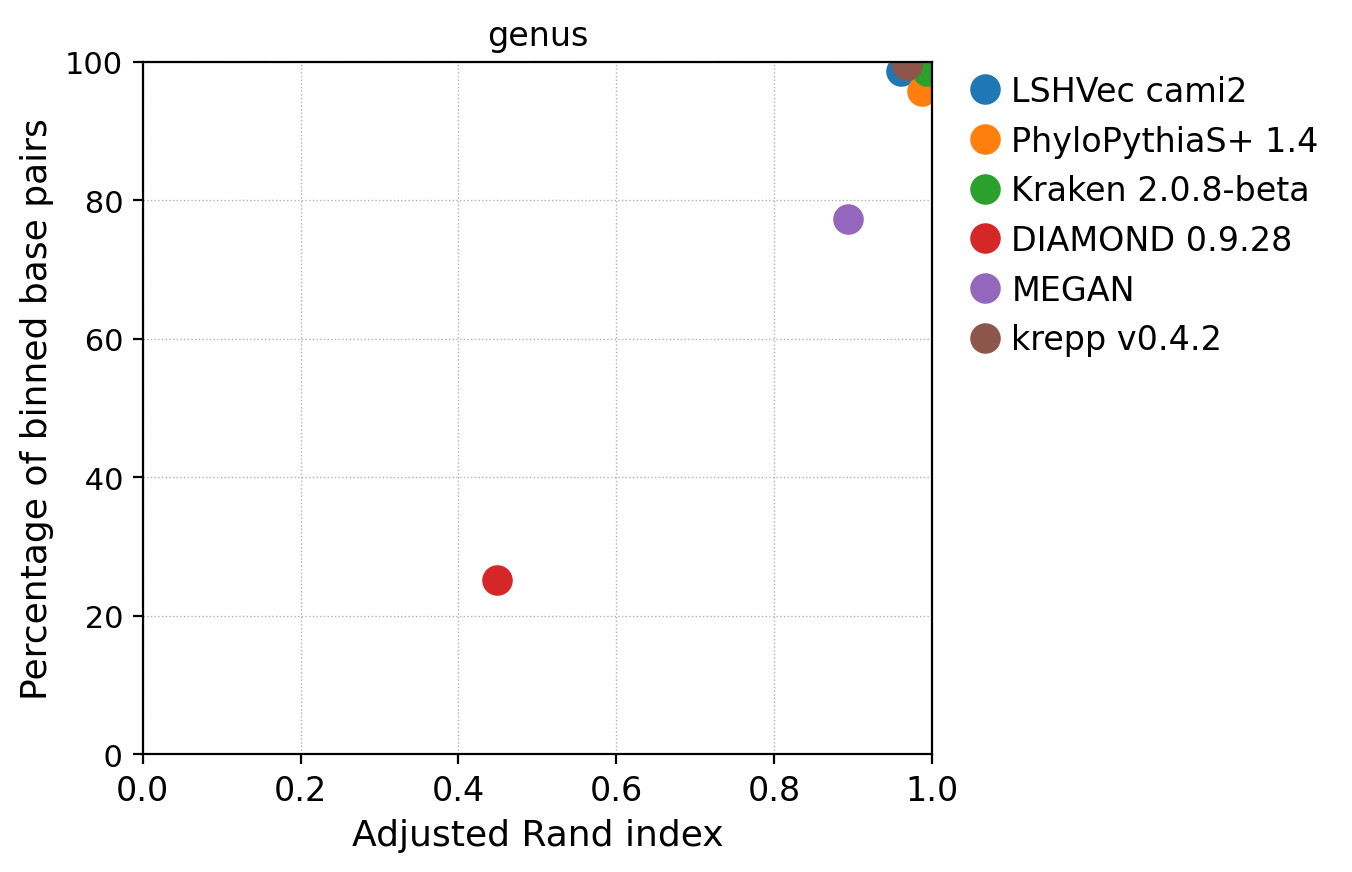 genus
100
80
60
40
20
0
Percentage of binned base pairs
0.0 0.2 0.4 0.6 0.8 1.0
Adjusted Rand index
LSHVec cami2
PhyloPythiaS+ 1.4
Kraken 2.0.8-beta
DIAMOND 0.9.28
MEGAN
krepp v0.4.2